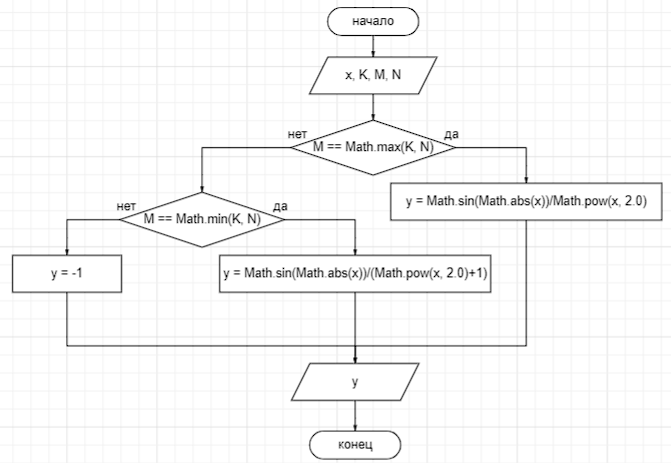 начало
x, K, M, N
нет
да
M == Math.max(K, N)
y = Math.sin(Math.abs(x))/Math.pow(x, 2.0)
нет
да
M == Math.min(K, N)
y = -1
y = Math.sin(Math.abs(x))/(Math.pow(x, 2.0)+1)
y
конец